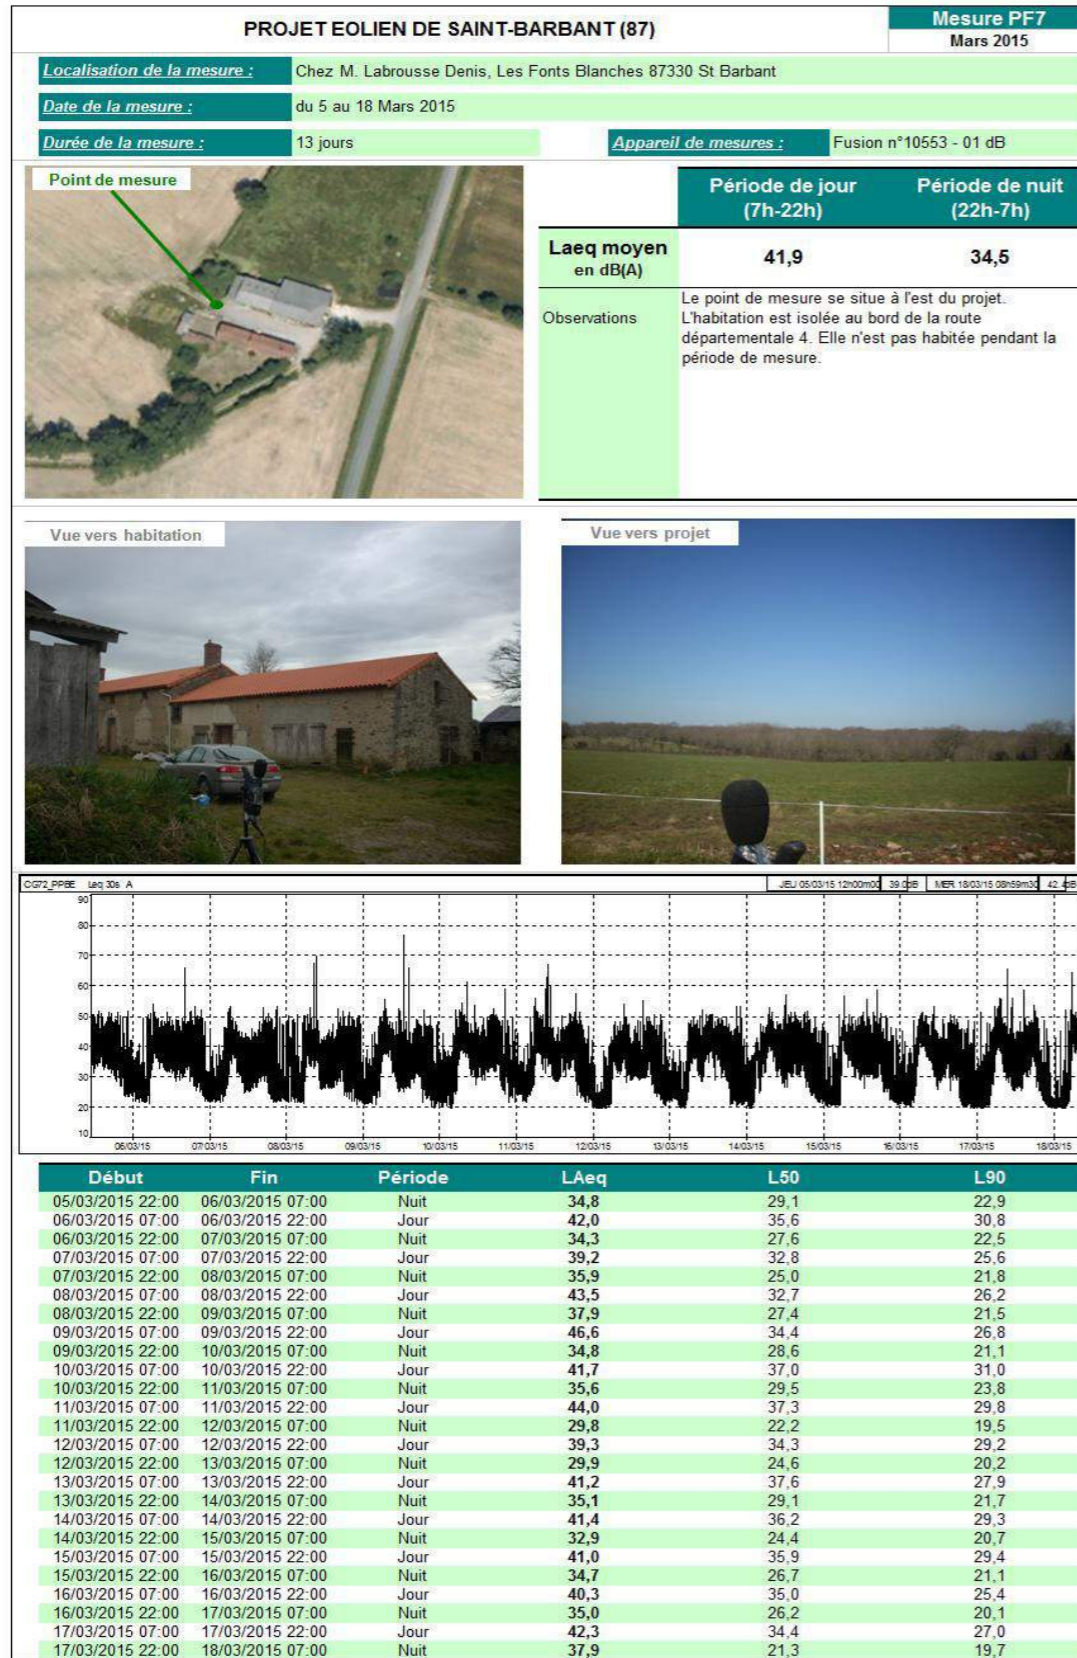 PROJET EOLIEN DE SAINT-BARBANT (87)
Mesure PF7
Mars 2015
Localisation de la mesure : Chez M. Labrousse Denis, Les Fonts Blanches 87330 St Barbant
Date de la mesure : du 5 au 18 Mars 2015
Durée de la mesure : 13 jours Appareil de mesures : Fusion n°10553 - 01 dB
Point de mesure
Période de jour Période de nuit
(7h-22h) (22h-7h)
Laeq moyen
en dB(A) 41,9 34,5
Observations
Le point de mesure se situe à l'est du projet.
L'habitation est isolée au bord de la route
départementale 4. Elle n'est pas habitée pendant la
période de mesure.
Vue vers habitation Vue vers projet
CG72_PPBE Leq 30s A JEU 05/03/15 12h00m00 39.0dB MER 18/03/15 08h59m30 42.4dB
90
80
70
60
50
40
30
20
10
06/03/15 07/03/15 08/03/15 09/03/15 10/03/15 11/03/15 12/03/15 13/03/15 14/03/15 15/03/15 16/03/15 17/03/15 18/03/15
Début Fin Période LAeq L50 L90
05/03/2015 22:00 06/03/2015 07:00 Nuit 34,8 29,1 22,9
06/03/2015 07:00 06/03/2015 22:00 Jour 42,0 35,6 30,8
06/03/2015 22:00 07/03/2015 07:00 Nuit 34,3 27,6 22,5
07/03/2015 07:00 07/03/2015 22:00 Jour 39,2 32,8 25,6
07/03/2015 22:00 08/03/2015 07:00 Nuit 35,9 25,0 21,8
08/03/2015 07:00 08/03/2015 22:00 Jour 43,5 32,7 26,2
08/03/2015 22:00 09/03/2015 07:00 Nuit 37,9 27,4 21,5
09/03/2015 07:00 09/03/2015 22:00 Jour 46,6 34,4 26,8
09/03/2015 22:00 10/03/2015 07:00 Nuit 34,8 28,6 21,1
10/03/2015 07:00 10/03/2015 22:00 Jour 41,7 37,0 31,0
10/03/2015 22:00 11/03/2015 07:00 Nuit 35,6 29,5 23,8
11/03/2015 07:00 11/03/2015 22:00 Jour 44,0 37,3 29,8
11/03/2015 22:00 12/03/2015 07:00 Nuit 29,8 22,2 19,5
12/03/2015 07:00 12/03/2015 22:00 Jour 39,3 34,3 29,2
12/03/2015 22:00 13/03/2015 07:00 Nuit 29,9 24,6 20,2
13/03/2015 07:00 13/03/2015 22:00 Jour 41,2 37,6 27,9
13/03/2015 22:00 14/03/2015 07:00 Nuit 35,1 29,1 21,7
14/03/2015 07:00 14/03/2015 22:00 Jour 41,4 36,2 29,3
14/03/2015 22:00 15/03/2015 07:00 Nuit 32,9 24,4 20,7
15/03/2015 07:00 15/03/2015 22:00 Jour 41,0 35,9 29,4
15/03/2015 22:00 16/03/2015 07:00 Nuit 34,7 26,7 21,1
16/03/2015 07:00 16/03/2015 22:00 Jour 40,3 35,0 25,4
16/03/2015 22:00 17/03/2015 07:00 Nuit 35,0 26,2 20,1
17/03/2015 07:00 17/03/2015 22:00 Jour 42,3 34,4 27,0
17/03/2015 22:00 18/03/2015 07:00 Nuit 37,9 21,3 19,7